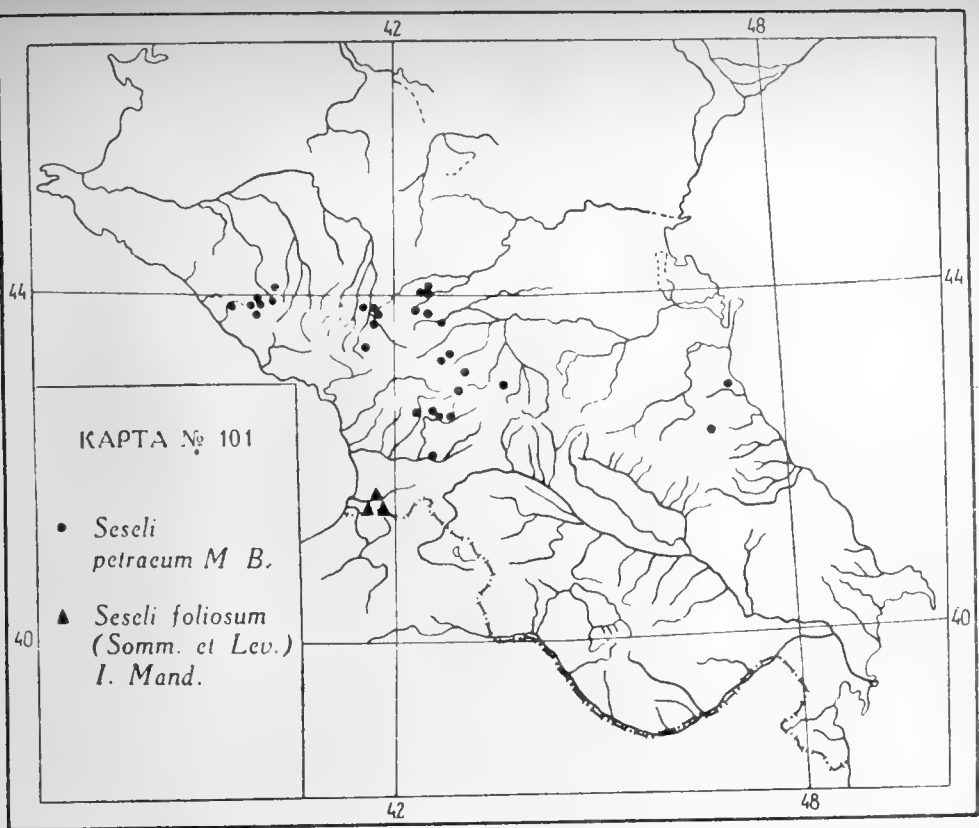 42 48
44 44
КАРТА № 101
Seseli
petraeum M B.
Seseli foliosum
(Somm. et Lev.)
I. Mand.
40 40
42 48